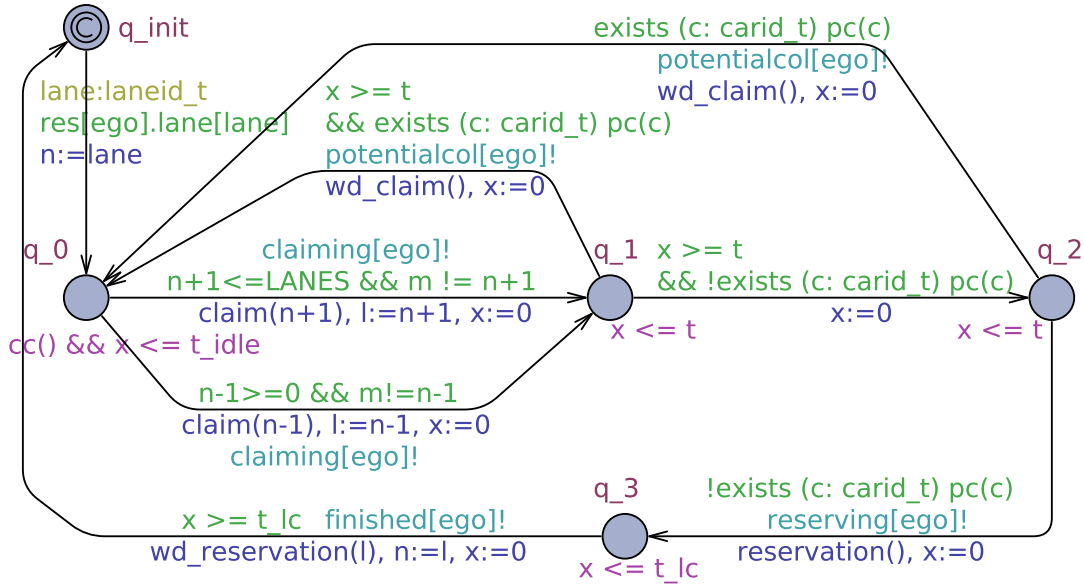 q_init
exists (c: carid_t) pc(c)
potentialcol[ego]!
wd_claim(), x:=0
lane:laneid_t
res[ego].lane[lane]
n:=lane
x >= t
&& exists (c: carid_t) pc(c)
potentialcol[ego]!
wd_claim(), x:=0
q_0
claiming[ego]!
n+1<=LANES && m != n+1
claim(n+1), l:=n+1, x:=0
cc() && x <= t_idle
q_1
x <= t
x >= t
&& !exists (c: carid_t) pc(c)
x:=0
q_2
x <= t
n-1>=0 && m!=n-1
claim(n-1), l:=n-1, x:=0
claiming[ego]!
q_3
x <= t_lc
!exists (c: carid_t) pc(c)
reserving[ego]!
reservation(), x:=0
x >= t_lc finished[ego]!
wd_reservation(l), n:=l, x:=0